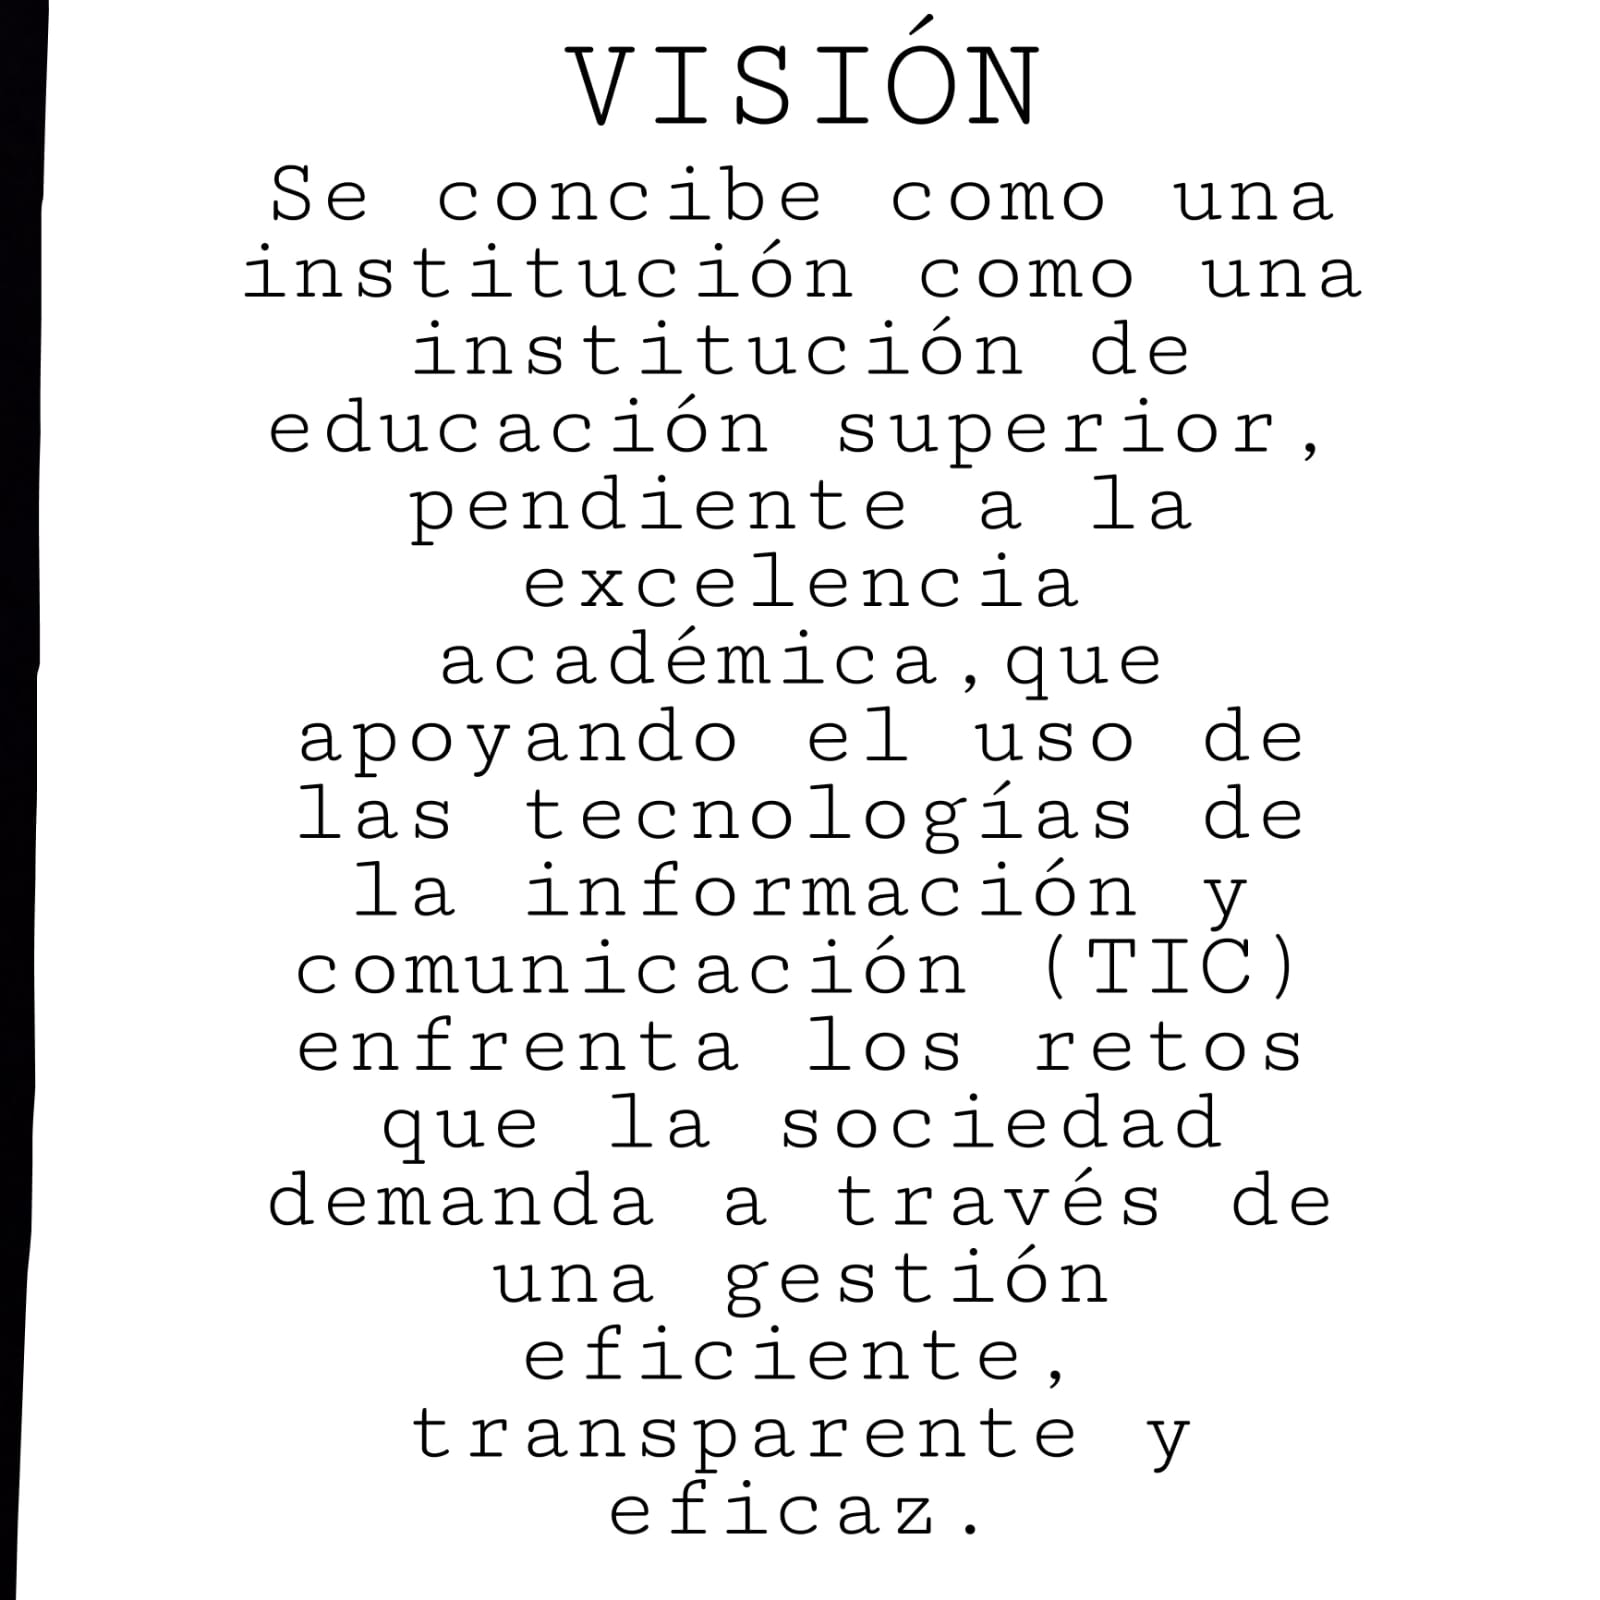 VISIÓN
Se concibe como una
institución como una
institución de
educación superior,
pendiente a la
excelencia
académica,que
apoyando el uso de
las tecnologías de
la información y
comunicación (TIC)
enfrenta los retos
que la sociedad
demanda a través de
una gestión
eficiente,
transparente y
eficaz.